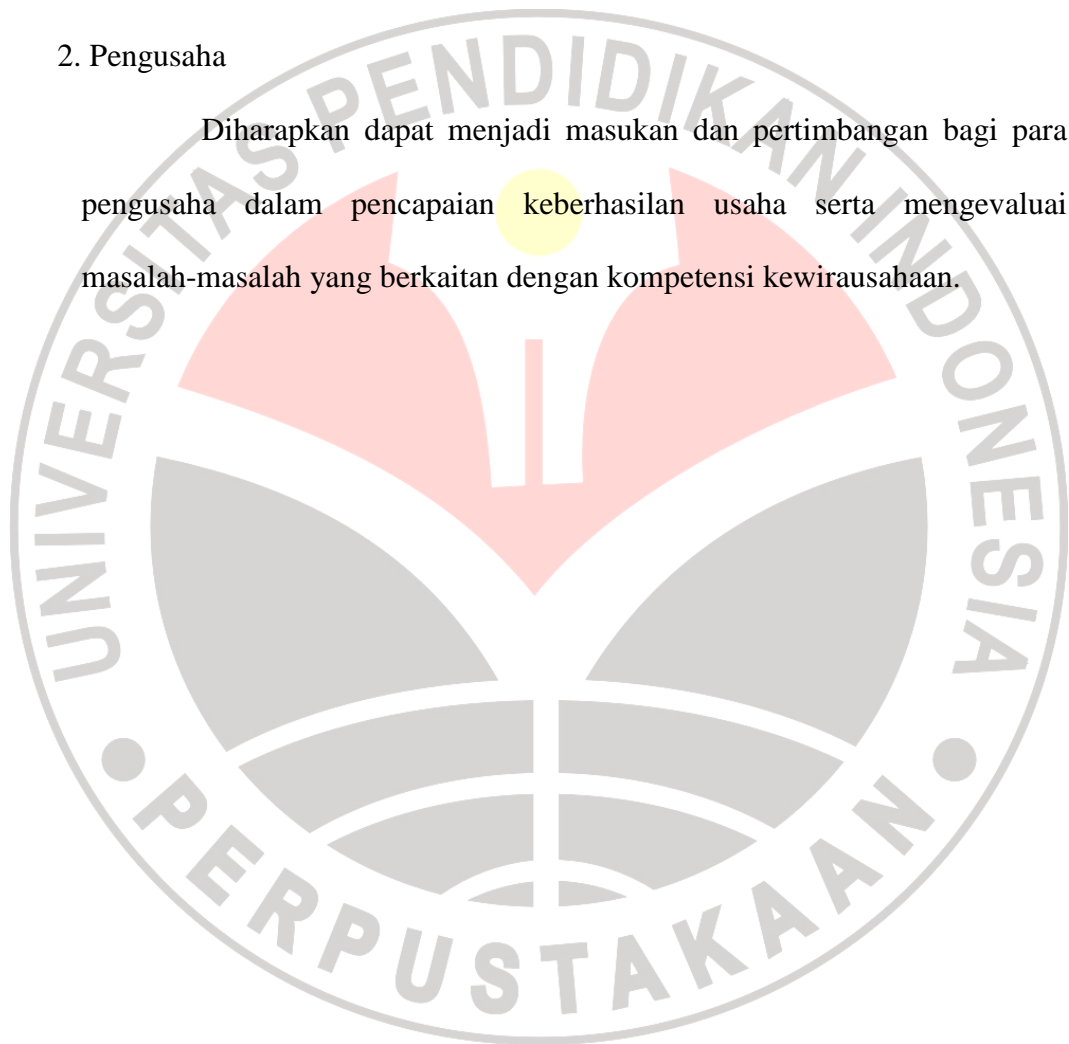 2. Pengusaha
Diharapkan dapat menjadi masukan dan pertimbangan bagi para
pengusaha dalam pencapaian keberhasilan usaha serta mengevaluai
masalah-masalah yang berkaitan dengan kompetensi kewirausahaan.
UNIVERSITAS PENDIDIKAN INDONESIA
PERPUSTAKAAN